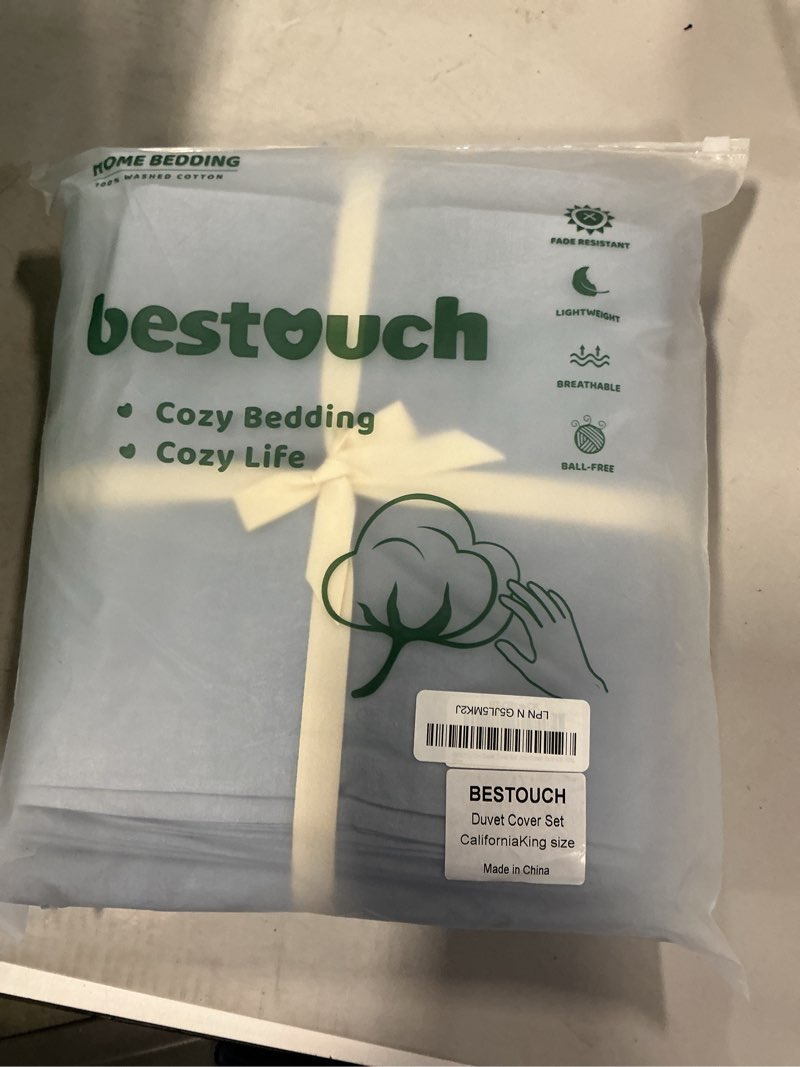 HOME BEDDING
100% WASHED COTTON
bestouch
Cozy Bedding
Cozy Life
FADE RESISTANT
LIGHTWEIGHT
BREATHABLE
BALL-FREE
LPN N G5JL5MK2J
BESTOUCH
Duvet Cover Set
CaliforniaKing size
Made in China